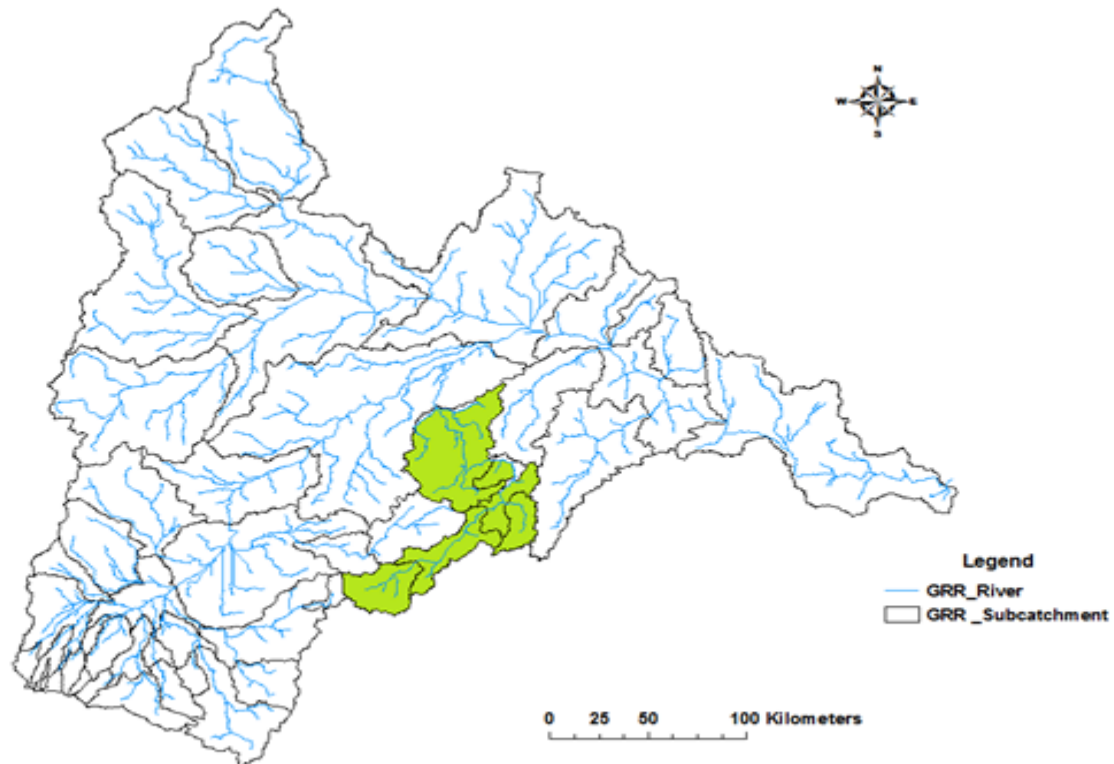 N
W E
S
Legend
GRR_River
GRR _Subcatchment
0 25 50 100 Kilometers